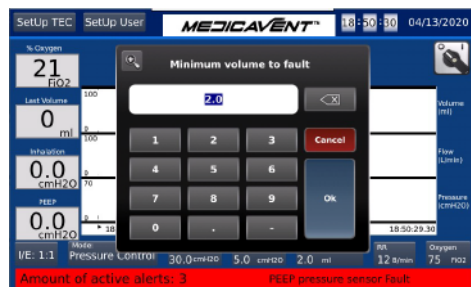 SetUp TEC SetUp User MEDICAVENT™ 18:50:30 04/13/2020
% Oxygen
21
FiO2
Last Volume
0
ml
Inhalation
0.0
cmH2O
PEEP
0.0
cmH2O
100
0
100
70
18
Minimum volume to fault
2.0
1 2 3 Cancel
4 5 6
7 8 9 Ok
0 . -
Volume
(ml)
Flow
(L/min)
Pressure
(cmH2O)
18:50:29.30
I/E: 1:1
Mode:
Pressure Control 30.0 cmH2O 5.0 cmH2O 2.0 ml
RR
12 B/min
Oxygen
75 FiO2
Amount of active alerts: 3 PEEP pressure sensor Fault